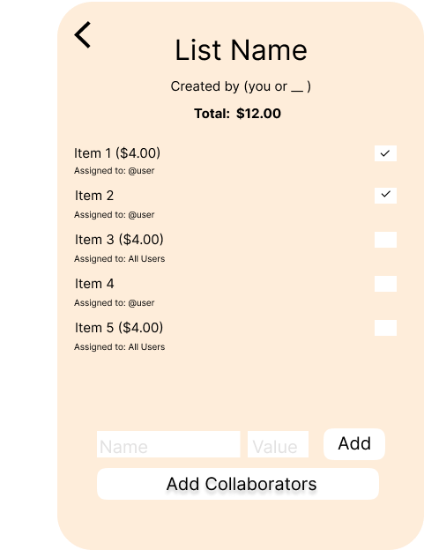 List Name
Created by (you or __ )
Total: $12.00
Item 1 ($4.00)
Assigned to: @user
Item 2
Assigned to: @user
Item 3 ($4.00)
Assigned to: All Users
Item 4
Assigned to: @user
Item 5 ($4.00)
Assigned to: All Users
Name Value Add
Add Collaborators